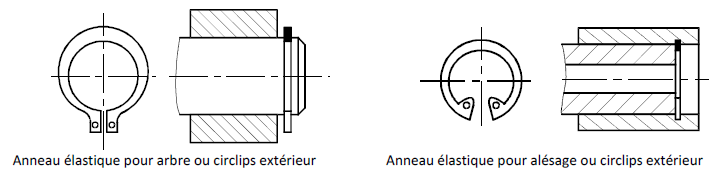 Anneau élastique pour arbre ou circlips extérieur
Anneau élastique pour alésage ou circlips extérieur